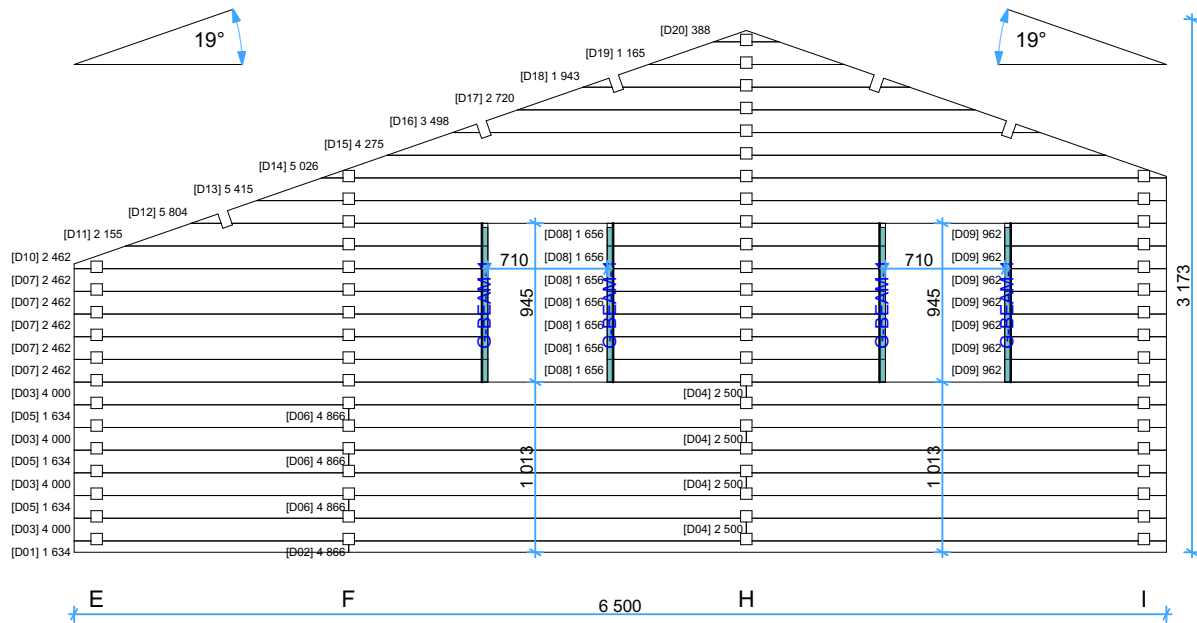 19°
19°
[D20] 388
[D19] 1 165
[D18] 1 943
[D17] 2 720
[D16] 3 498
[D15] 4 275
[D14] 5 026
[D13] 5 415
[D12] 5 804
[D11] 2 155
[D10] 2 462
[D07] 2 462
[D07] 2 462
[D07] 2 462
[D07] 2 462
[D07] 2 462
[D03] 4 000
[D05] 1 634
[D03] 4 000
[D05] 1 634
[D03] 4 000
[D05] 1 634
[D03] 4 000
[D01] 1 634
[D06] 4 866
[D06] 4 866
[D06] 4 866
[D02] 4 866
710
945
1 013
[D08] 1 656
[D08] 1 656
[D08] 1 656
[D08] 1 656
[D08] 1 656
[D08] 1 656
[D08] 1 656
[D04] 2 500
[D04] 2 500
[D04] 2 500
[D04] 2 500
710
945
1 013
[D09] 962
[D09] 962
[D09] 962
[D09] 962
[D09] 962
[D09] 962
[D09] 962
3 173
E F H I
6 500